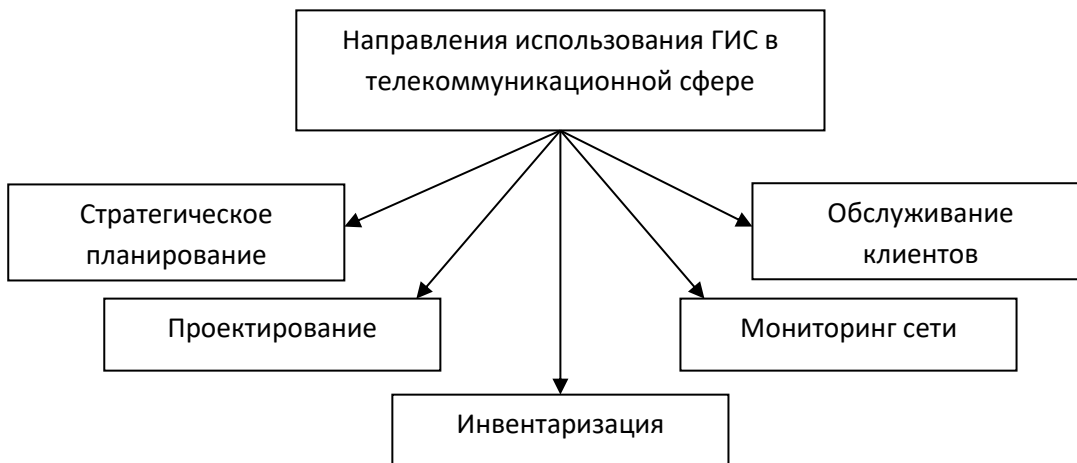 Направления использования ГИС в
телекоммуникационной сфере
Стратегическое
планирование
Обслуживание
клиентов
Проектирование
Мониторинг сети
Инвентаризация